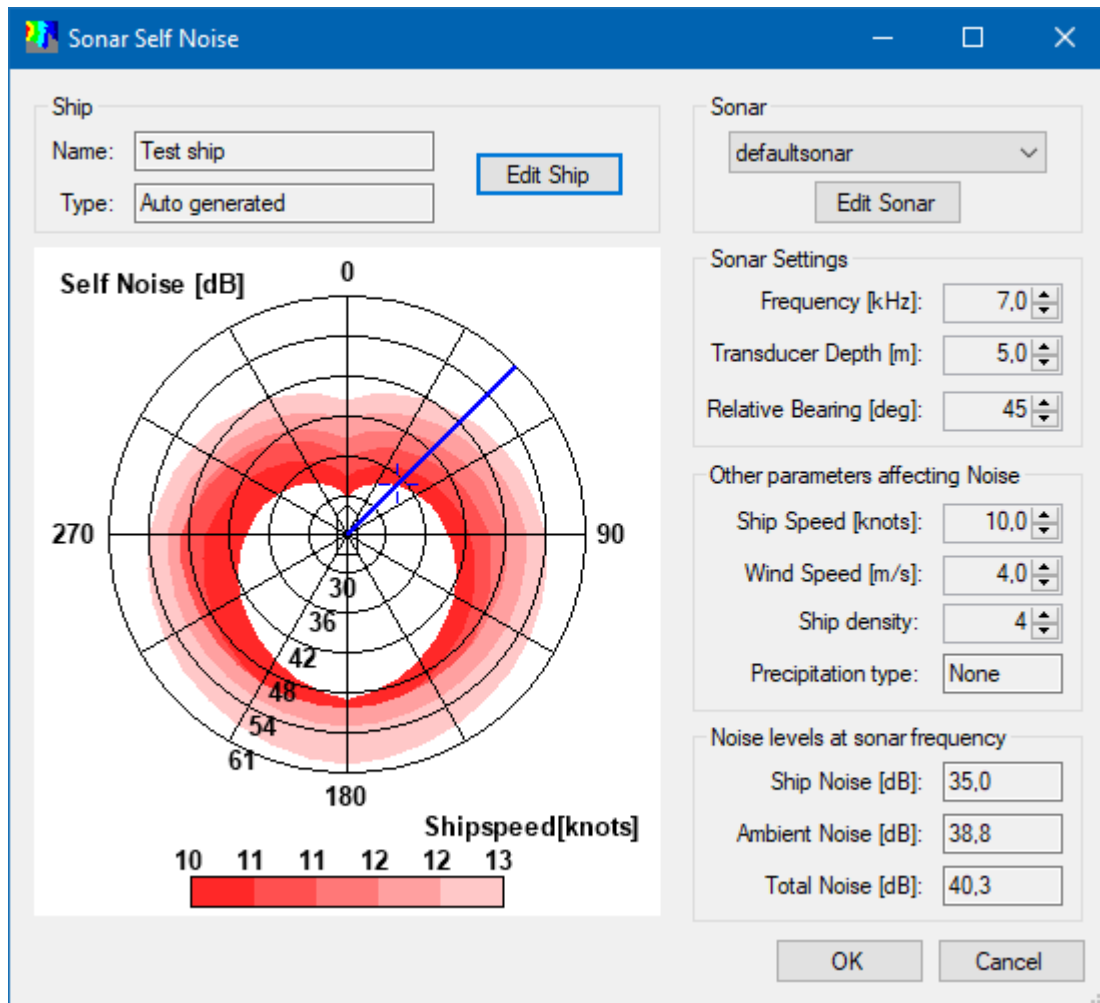 Sonar Self Noise
Ship
Name: Test ship
Edit Ship
Type: Auto generated
Sonar
defaultsonar
Edit Sonar
Self Noise [dB]
0
270
90
30
36
42
48
54
61
180
Shipspeed[knots]
10 11 11 12 12 13
Sonar Settings
Frequency [kHz]: 7,0
Transducer Depth [m]: 5,0
Relative Bearing [deg]: 45
Other parameters affecting Noise
Ship Speed [knots]: 10,0
Wind Speed [m/s]: 4,0
Ship density: 4
Precipitation type: None
Noise levels at sonar frequency
Ship Noise [dB]: 35,0
Ambient Noise [dB]: 38,8
Total Noise [dB]: 40,3
OK Cancel